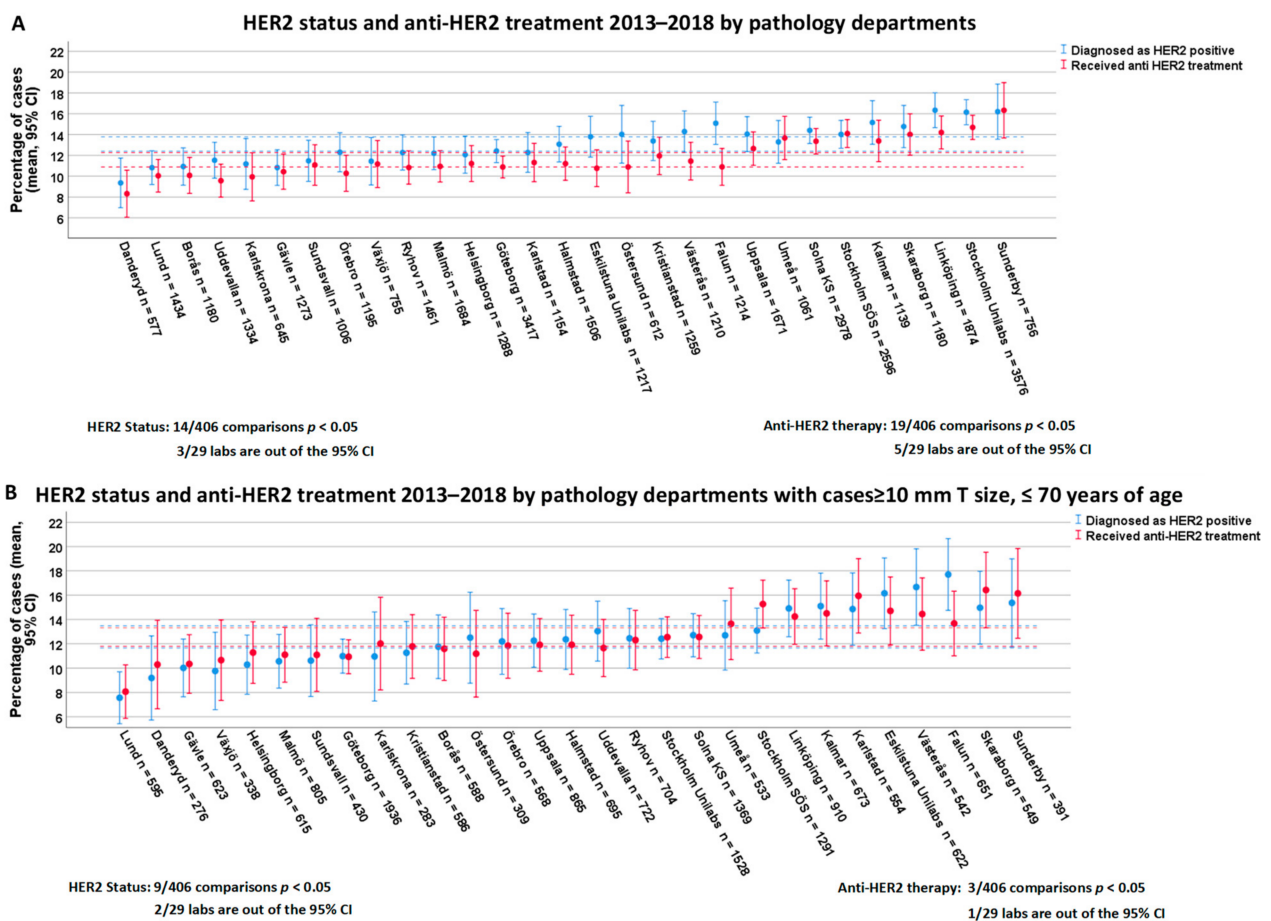 A
HER2 status and anti-HER2 treatment 2013–2018 by pathology departments
Diagnosed as HER2 positive
Received anti HER2 treatment
Percentage of cases
(mean, 95% CI)
22
20
18
16
14
12
10
8
6
Danderyd n = 577
Lund n = 1434
Borås n = 1180
Uddevalla n = 1334
Karlskrona n = 645
Gävle n = 1273
Sundsvall n = 1006
Örebro n = 1195
Växjö n = 755
Ryhov n = 1461
Malmö n = 1684
Helsingborg n = 1288
Göteborg n = 3417
Karlstad n = 1154
Halmstad n = 1506
Eskilstuna Unilabs n = 1217
Östersund n = 612
Kristianstad n = 1259
Västerås n = 1210
Falun n = 1214
Uppsala n = 1671
Umeå n = 1061
Solna KS n = 2978
Stockholm SÖS n = 2596
Kalmar n = 1139
Skaraborg n = 1180
Linköping n = 1874
Stockholm Unilabs n = 3576
Sunderby n = 756
HER2 Status: 14/406 comparisons p < 0.05
3/29 labs are out of the 95% CI
Anti-HER2 therapy: 19/406 comparisons p < 0.05
5/29 labs are out of the 95% CI
B
HER2 status and anti-HER2 treatment 2013–2018 by pathology departments with cases≥10 mm T size, ≤ 70 years of age
Diagnosed as HER2 positive
Received anti-HER2 treatment
Percentage of cases (mean,
95% CI)
22
20
18
16
14
12
10
8
6
Lund n = 595
Danderyd n = 276
Gävle n = 623
Växjö n = 338
Helsingborg n = 615
Malmö n = 805
Sundsvall n = 430
Göteborg n = 1936
Karlskrona n = 283
Kristianstad n = 586
Borås n = 588
Östersund n = 309
Örebro n = 568
Uppsala n = 865
Halmstad n = 695
Uddevalla n = 722
Ryhov n = 704
Stockholm Unilabs n = 1528
Solna KS n = 1369
Umeå n = 533
Stockholm SÖS n = 1291
Linköping n = 910
Kalmar n = 673
Karlstad n = 564
Eskilstuna Unilabs n = 622
Västerås n = 542
Falun n = 651
Skaraborg n = 549
Sunderby n = 391
HER2 Status: 9/406 comparisons p < 0.05
2/29 labs are out of the 95% CI
Anti-HER2 therapy: 3/406 comparisons p < 0.05
1/29 labs are out of the 95% CI